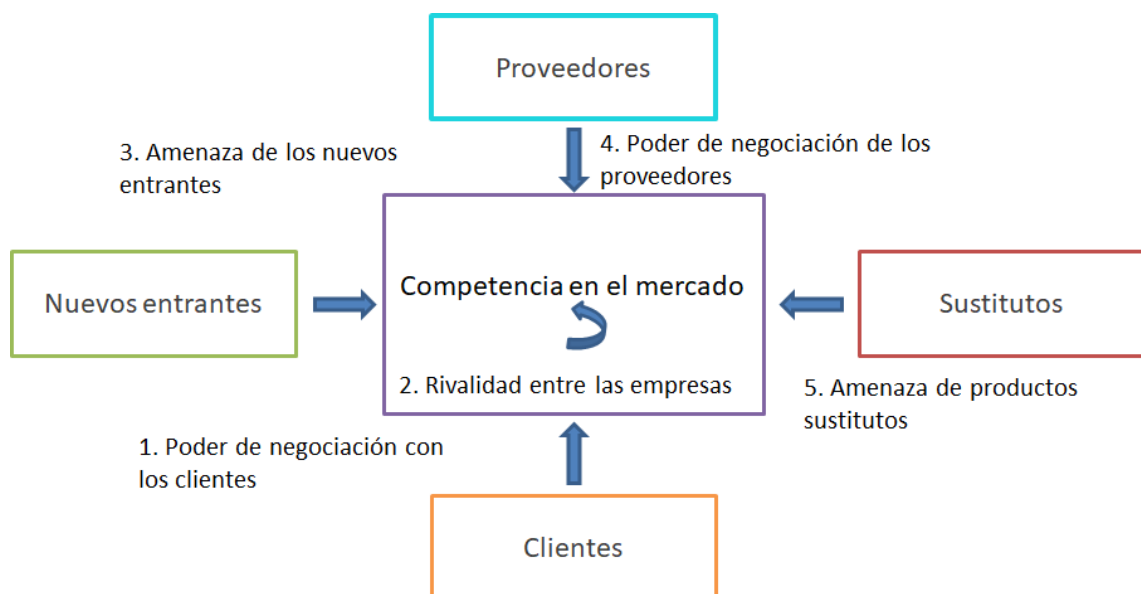 Proveedores
3. Amenaza de los nuevos
entrantes
4. Poder de negociación de los
proveedores
Nuevos entrantes
Competencia en el mercado
2. Rivalidad entre las empresas
Sustitutos
5. Amenaza de productos
sustitutos
1. Poder de negociación con
los clientes
Clientes